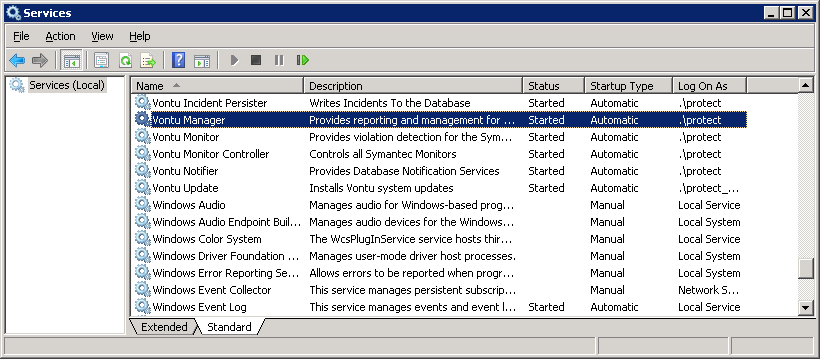 Services
File Action View Help
Services (Local)
Name Description Status Startup Type Log On As
Vontu Incident Persister Writes Incidents To the Database Started Automatic .\protect
Vontu Manager Provides reporting and management for ... Started Automatic .\protect
Vontu Monitor Provides violation detection for the Sym... Started Automatic .\protect
Vontu Monitor Controller Controls all Symantec Monitors Started Automatic .\protect
Vontu Notifier Provides Database Notification Services Started Automatic .\protect
Vontu Update Installs Vontu system updates Started Automatic .\protect_...
Windows Audio Manages audio for Windows-based prog... Manual Local Service
Windows Audio Endpoint Buil... Manages audio devices for the Windows... Manual Local System
Windows Color System The WcsPlugInService service hosts thir... Manual Local Service
Windows Driver Foundation ... Manages user-mode driver host processes. Manual Local System
Windows Error Reporting Se... Allows errors to be reported when progr... Manual Local System
Windows Event Collector This service manages persistent subscrip... Manual Network S...
Windows Event Log This service manages events and event l... Started Automatic Local Service
Extended Standard